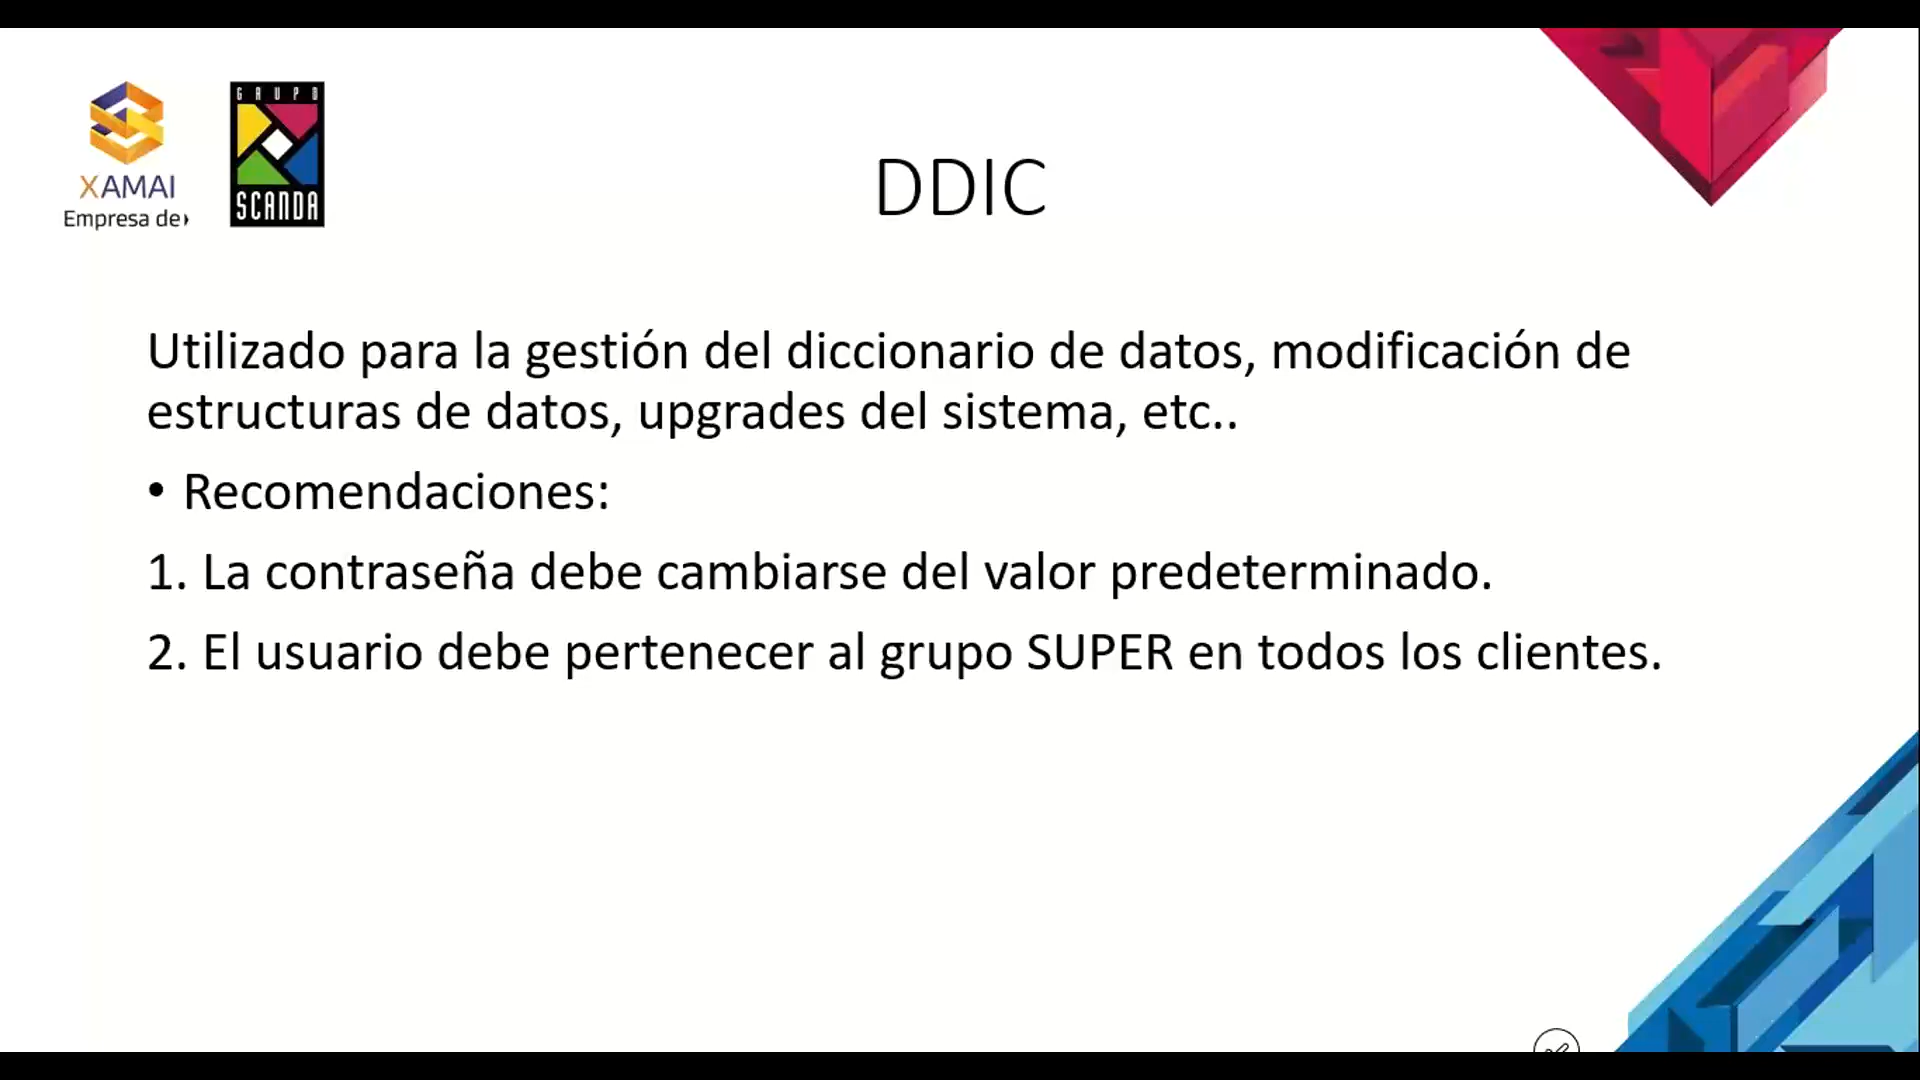 XAMAI
Empresa de
GRUPO
SCANDA
DDIC
Utilizado para la gestión del diccionario de datos, modificación de
estructuras de datos, upgrades del sistema, etc..
• Recomendaciones:
1. La contraseña debe cambiarse del valor predeterminado.
2. El usuario debe pertenecer al grupo SUPER en todos los clientes.